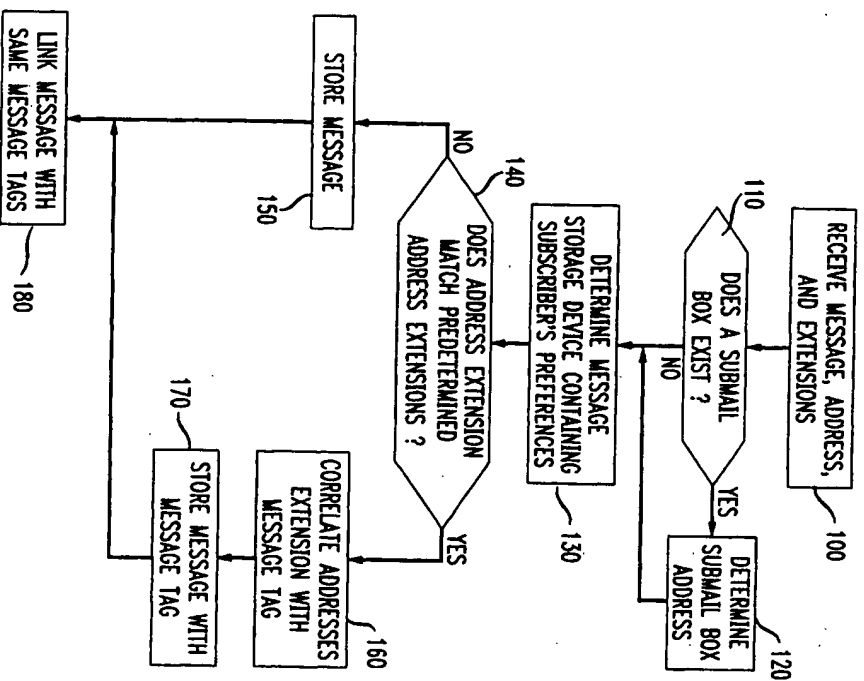 RECEIVE MESSAGE, ADDRESS,
AND EXTENSIONS
100
110
DOES A SUBMAIL
BOX EXIST ?
YES
NO
DETERMINE
SUBMAIL BOX
ADDRESS
120
DETERMINE MESSAGE
STORAGE DEVICE CONTAINING
SUBSCRIBER'S PREFERENCES
130
140
DOES ADDRESS EXTENSION
MATCH PREDETERMINED
ADDRESS EXTENSIONS ?
NO
YES
STORE MESSAGE
150
CORRELATE ADDRESSES
EXTENSION WITH
MESSAGE TAG
160
170
STORE MESSAGE WITH
MESSAGE TAG
LINK MESSAGE WITH
SAME MESSAGE TAGS
180